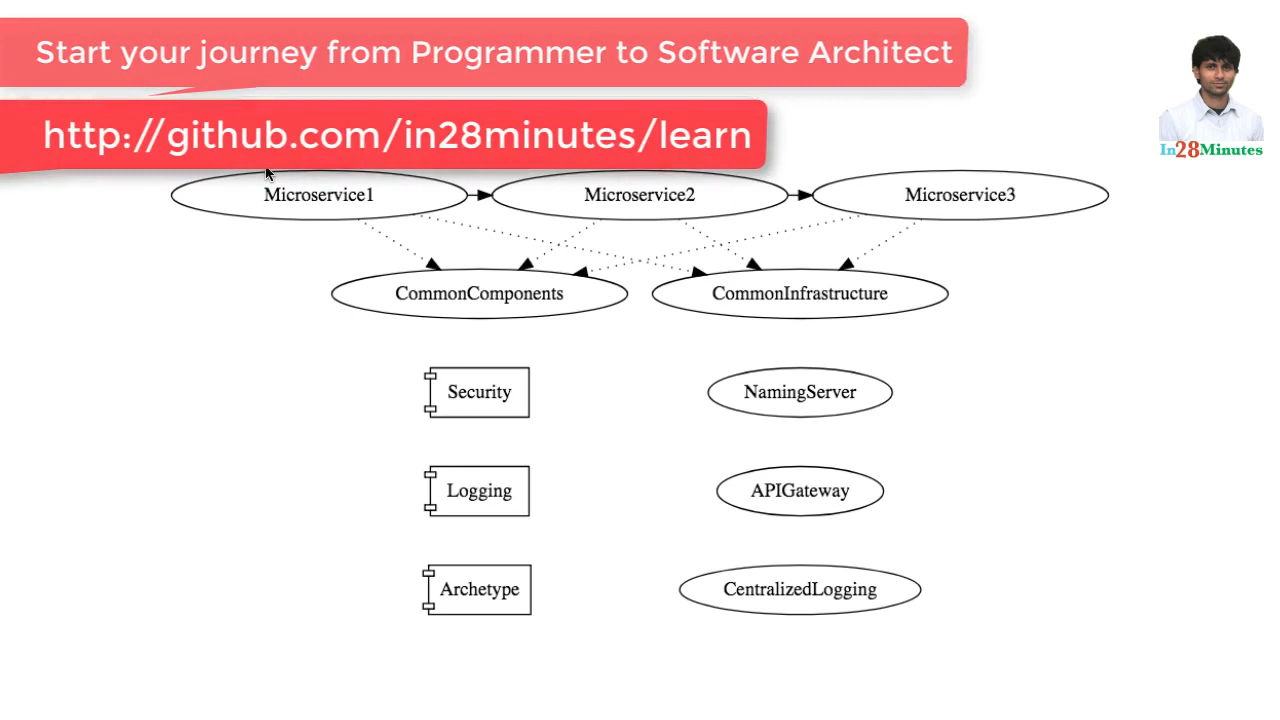 Start your journey from Programmer to Software Architect
http://github.com/in28minutes/learn
In28Minutes
Microservice1 Microservice2 Microservice3
CommonComponents CommonInfrastructure
Security NamingServer
Logging APIGateway
Archetype CentralizedLogging